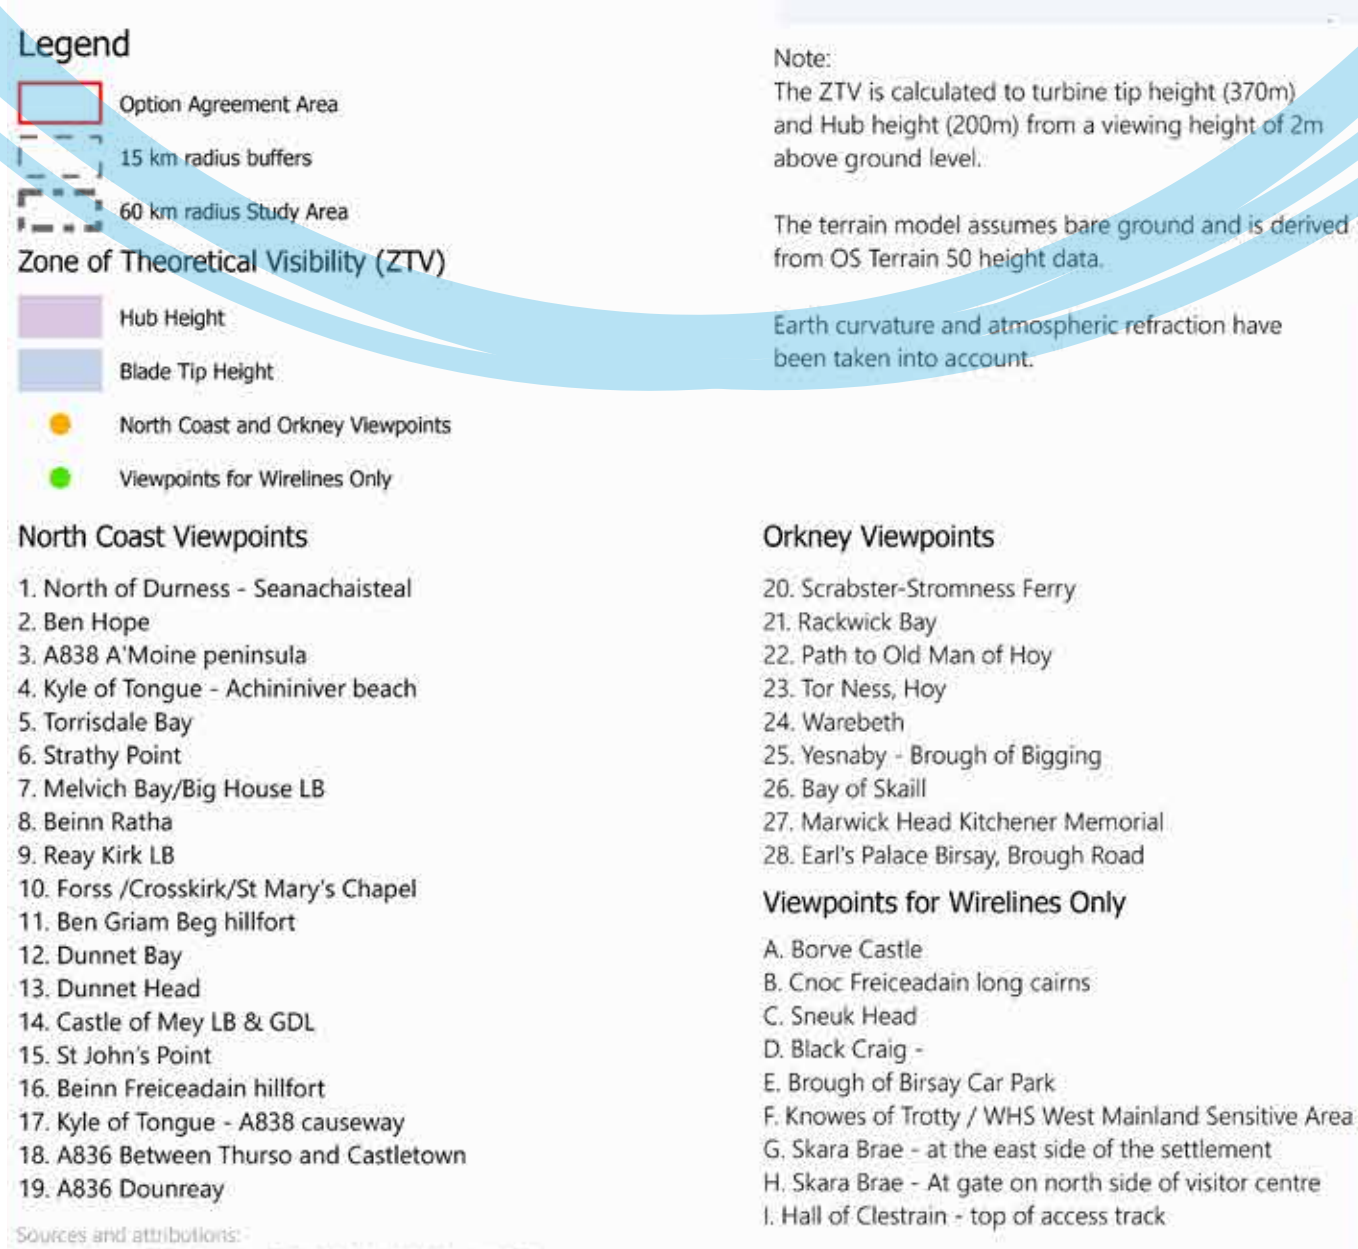 Legend
Option Agreement Area
15 km radius buffers
60 km radius Study Area
Zone of Theoretical Visibility (ZTV)
Hub Height
Blade Tip Height
North Coast and Orkney Viewpoints
Viewpoints for Wirelines Only
Note:
The ZTV is calculated to turbine tip height (370m)
and Hub height (200m) from a viewing height of 2m
above ground level.
The terrain model assumes bare ground and is derived
from OS Terrain 50 height data.
Earth curvature and atmospheric refraction have
been taken into account.
North Coast Viewpoints
1. North of Durness - Seanachaisteal
2. Ben Hope
3. A838 A'Moine peninsula
4. Kyle of Tongue - Achininiver beach
5. Torrisdale Bay
6. Strathy Point
7. Melvich Bay/Big House LB
8. Beinn Ratha
9. Reay Kirk LB
10. Forss /Crosskirk/St Mary's Chapel
11. Ben Griam Beg hillfort
12. Dunnet Bay
13. Dunnet Head
14. Castle of Mey LB & GDL
15. St John's Point
16. Beinn Freiceadain hillfort
17. Kyle of Tongue - A838 causeway
18. A836 Between Thurso and Castletown
19. A836 Dounreay
Orkney Viewpoints
20. Scrabster-Stromness Ferry
21. Rackwick Bay
22. Path to Old Man of Hoy
23. Tor Ness, Hoy
24. Warebeth
25. Yesnaby - Brough of Bigging
26. Bay of Skaill
27. Marwick Head Kitchener Memorial
28. Earl's Palace Birsay, Brough Road
Viewpoints for Wirelines Only
A. Borve Castle
B. Cnoc Freiceadain long cairns
C. Sneuk Head
D. Black Craig -
E. Brough of Birsay Car Park
F. Knowes of Trotty / WHS West Mainland Sensitive Area
G. Skara Brae - at the east side of the settlement
H. Skara Brae - At gate on north side of visitor centre
I. Hall of Clestrain - top of access track
Sources and attributions: